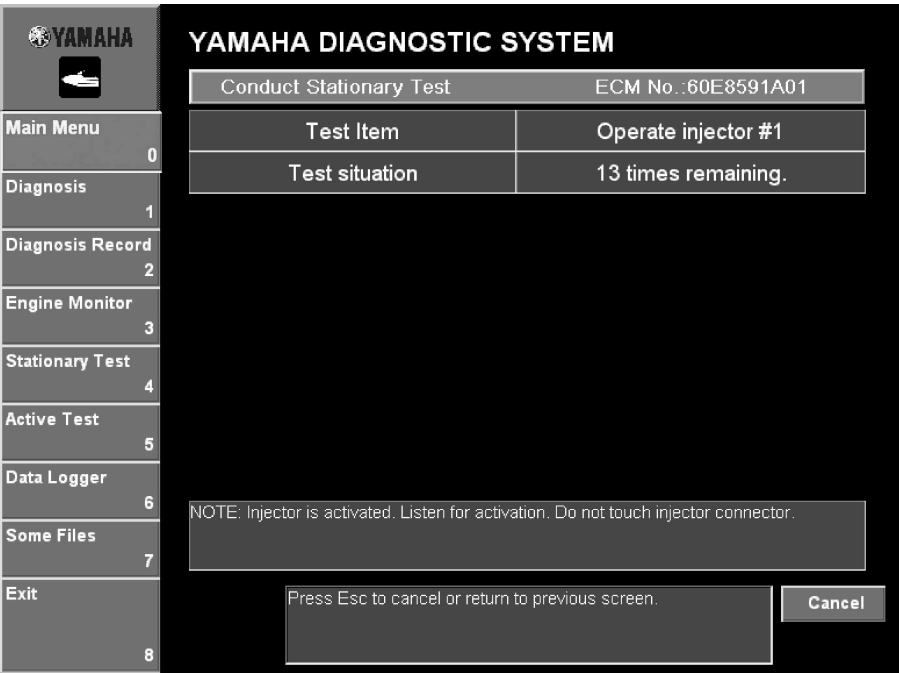 YAMAHA
YAMAHA DIAGNOSTIC SYSTEM
Conduct Stationary Test ECM No.:60E8591A01
Test Item Operate injector #1
Test situation 13 times remaining.
Main Menu
0
Diagnosis
1
Diagnosis Record
2
Engine Monitor
3
Stationary Test
4
Active Test
5
Data Logger
6
Some Files
7
Exit
8
NOTE: Injector is activated. Listen for activation. Do not touch injector connector.
Press Esc to cancel or return to previous screen.
Cancel